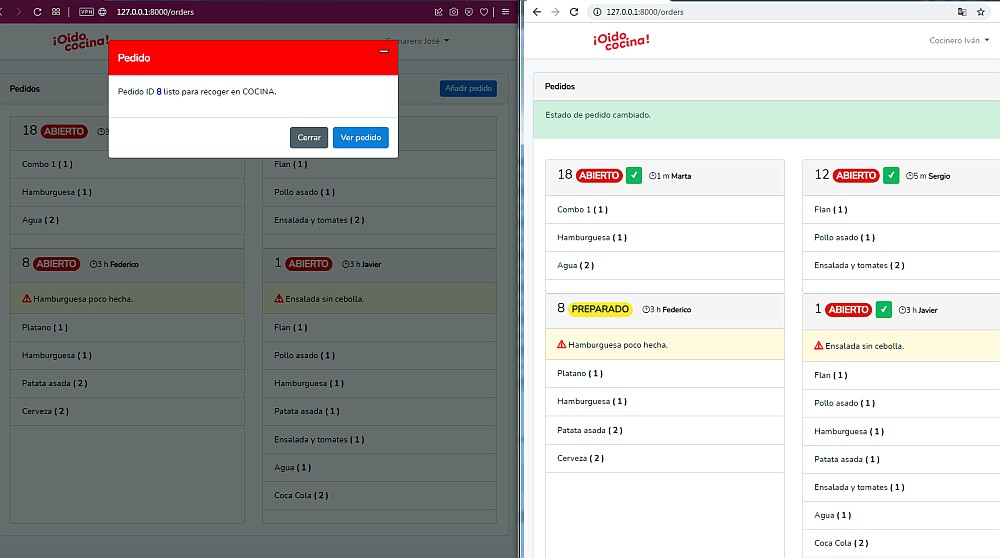 VPN
127.0.0.1:8000/orders
¡Oido,
cocina!
Camarero José
Pedidos
Añadir pedido
Pedido
Pedido ID 8 listo para recoger en COCINA.
Cerrar
Ver pedido
18 ABIERTO
Combo 1 ( 1 )
Hamburguesa ( 1 )
Agua ( 2 )
Flan ( 1 )
Pollo asado ( 1 )
Ensalada y tomates ( 2 )
8 ABIERTO 3 h Federico
Hamburguesa poco hecha.
Platano ( 1 )
Hamburguesa ( 1 )
Patata asada ( 2 )
Cerveza ( 2 )
1 ABIERTO 3 h Javier
Ensalada sin cebolla.
Flan ( 1 )
Pollo asado ( 1 )
Hamburguesa ( 1 )
Patata asada ( 1 )
Ensalada y tomates ( 1 )
Agua ( 1 )
Coca Cola ( 2 )
127.0.0.1:8000/orders
¡Oido,
cocina!
Cocinero Iván
Pedidos
Estado de pedido cambiado.
18 ABIERTO 1 m Marta
Combo 1 ( 1 )
Hamburguesa ( 1 )
Agua ( 2 )
12 ABIERTO 5 m Sergio
Flan ( 1 )
Pollo asado ( 1 )
Ensalada y tomates ( 2 )
8 PREPARADO 3 h Federico
Hamburguesa poco hecha.
Platano ( 1 )
Hamburguesa ( 1 )
Patata asada ( 2 )
Cerveza ( 2 )
1 ABIERTO 3 h Javier
Ensalada sin cebolla.
Flan ( 1 )
Pollo asado ( 1 )
Hamburguesa ( 1 )
Patata asada ( 1 )
Ensalada y tomates ( 1 )
Agua ( 1 )
Coca Cola ( 2 )